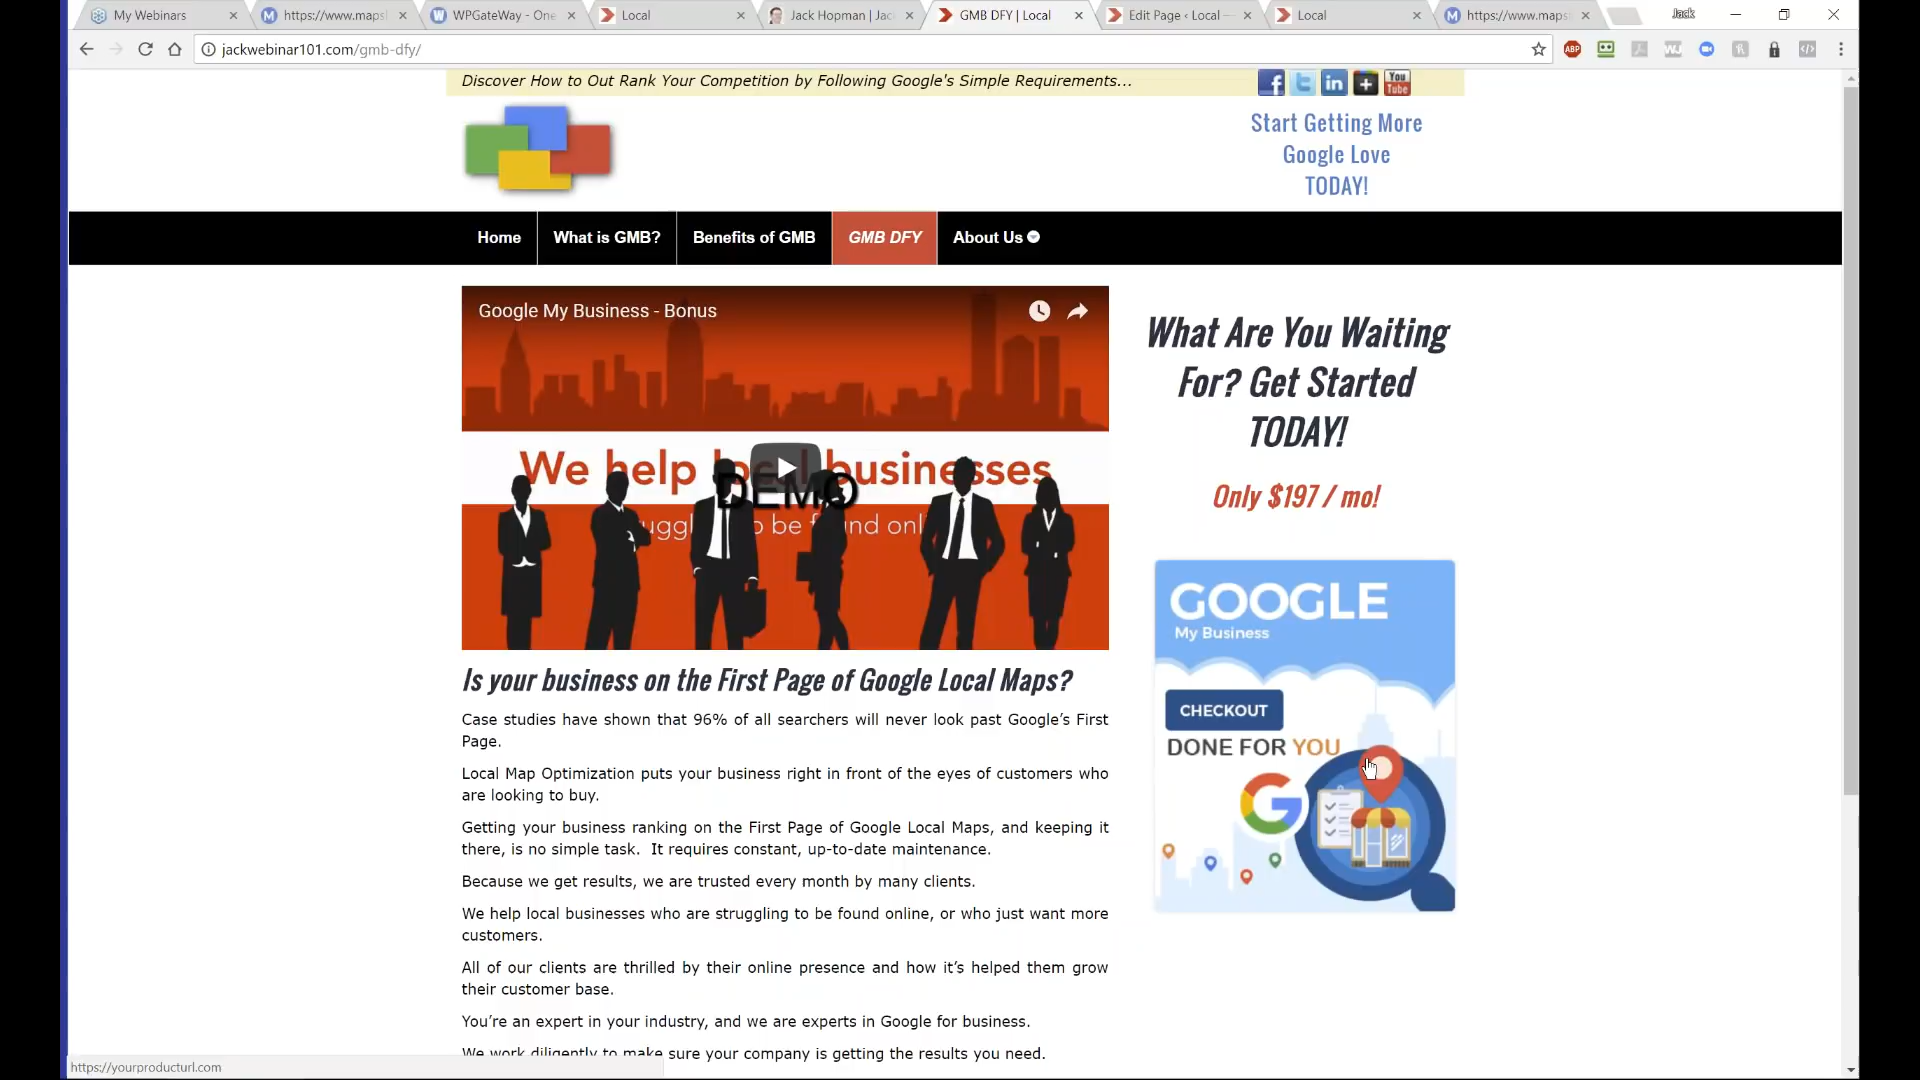 My Webinars
https://www.maps
WPGateWay - One
Local
Jack Hopman | Jac
GMB DFY | Local
Edit Page ‹ Local —
Local
https://www.maps
Jack
jackwebinar101.com/gmb-dfy/
ABP
Discover How to Out Rank Your Competition by Following Google's Simple Requirements...
You
Tube
Start Getting More
Google Love
TODAY!
Home
What is GMB?
Benefits of GMB
GMB DFY
About Us
Google My Business - Bonus
We help local businesses
DEMO
What Are You Waiting
For? Get Started
TODAY!
Only $197 / mo!
GOOGLE
My Business
CHECKOUT
DONE FOR YOU
G
Is your business on the First Page of Google Local Maps?
Case studies have shown that 96% of all searchers will never look past Google’s First
Page.
Local Map Optimization puts your business right in front of the eyes of customers who
are looking to buy.
Getting your business ranking on the First Page of Google Local Maps, and keeping it
there, is no simple task.  It requires constant, up-to-date maintenance.
Because we get results, we are trusted every month by many clients.
We help local businesses who are struggling to be found online, or who just want more
customers.
All of our clients are thrilled by their online presence and how it’s helped them grow
their customer base.
You’re an expert in your industry, and we are experts in Google for business.
We work diligently to make sure your company is getting the results you need.
https://yourproducturl.com